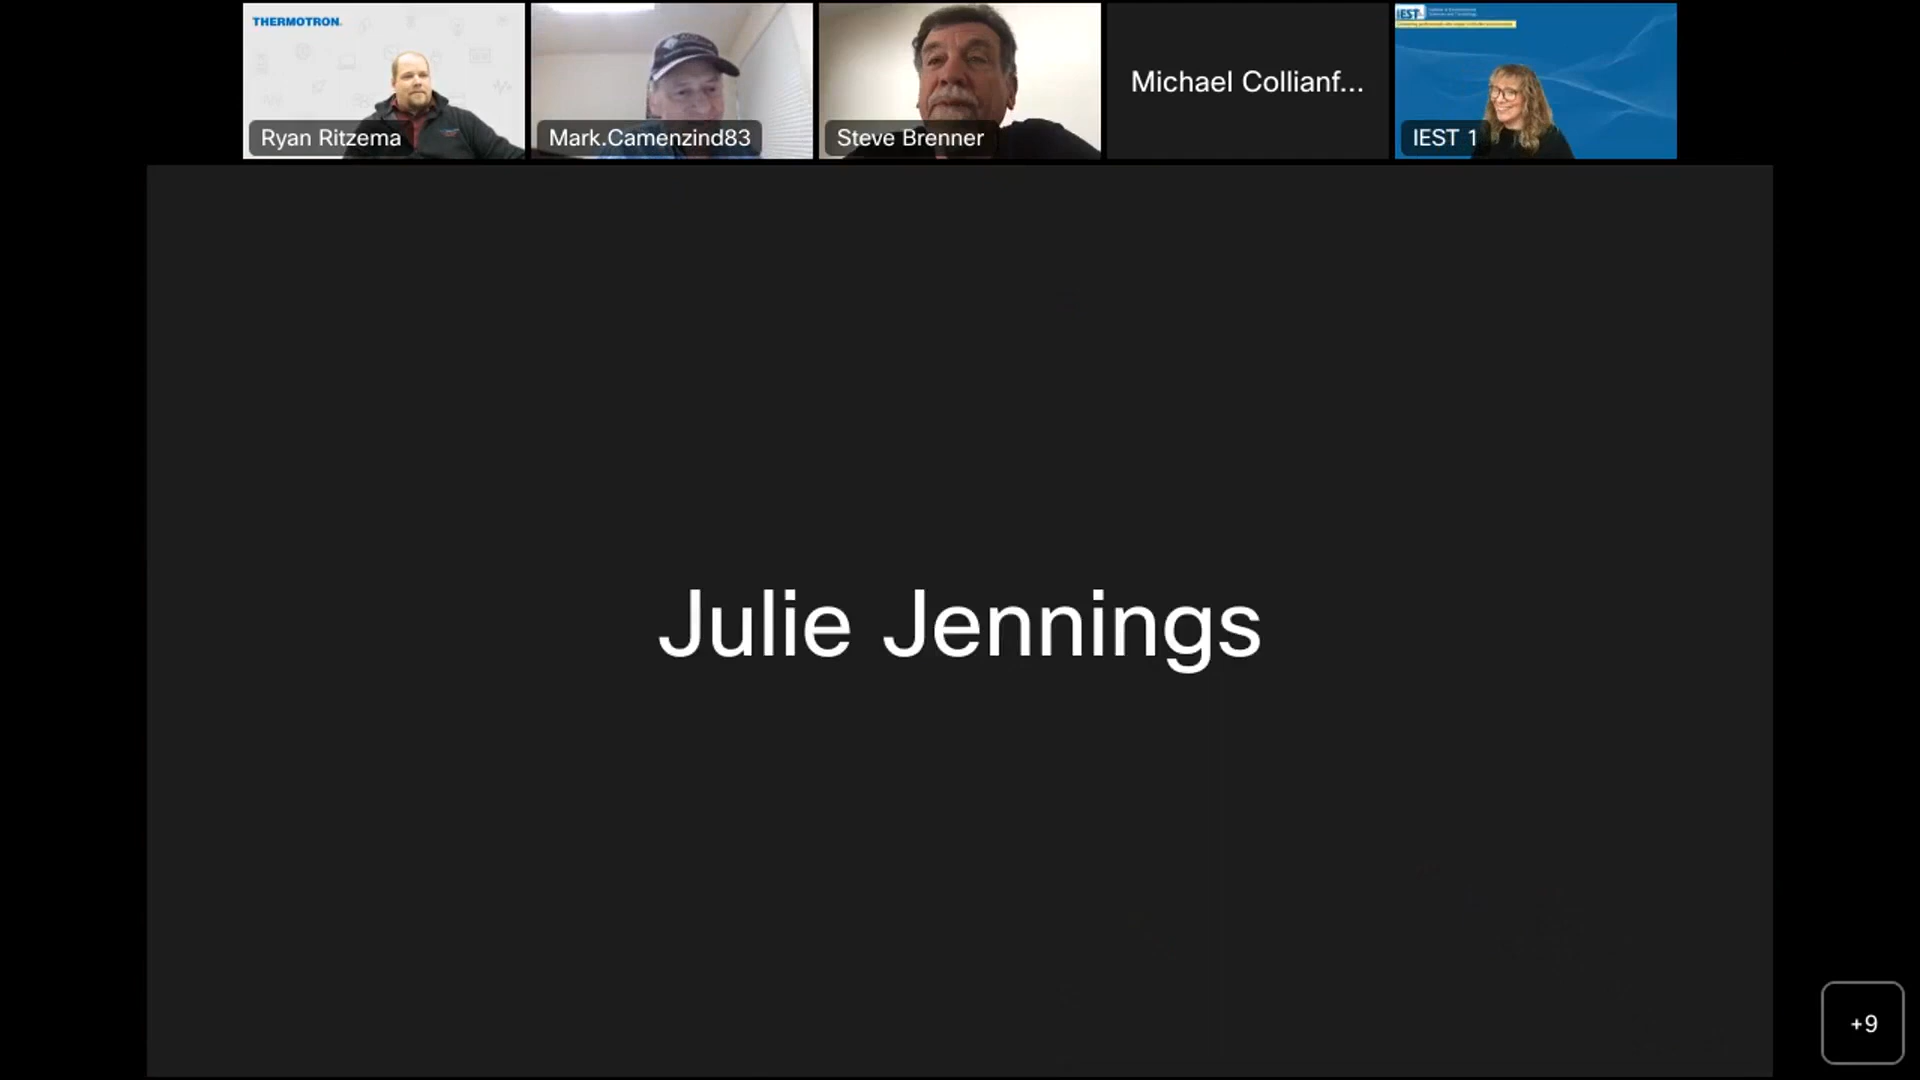 THERMOTRON
Ryan Ritzema
Mark.Camenzind83
Steve Brenner
Michael Collianf...
IEST
IEST 1
Julie Jennings
+9